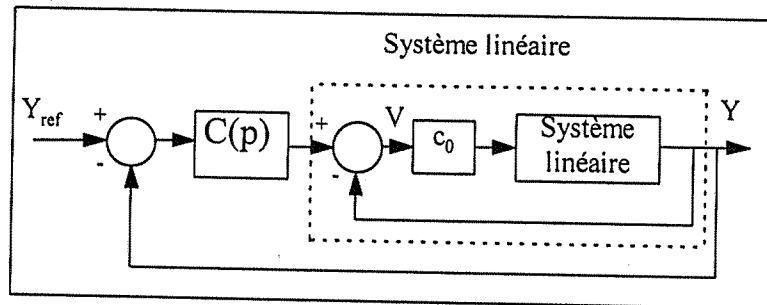 Système linéaire
Y_ref
+
-
C(p)
+
-
V
c_0
Système
linéaire
Y